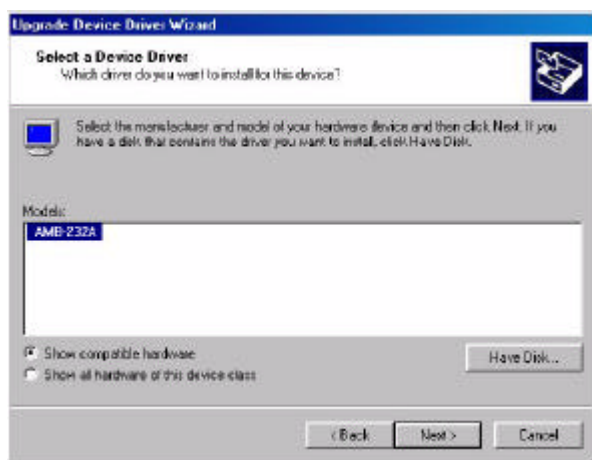 Upgrade Device Driver Wizard
Select a Device Driver
Which driver do you want to install for this device?
Select the manufacturer and model of your hardware device and then click Next. If you
have a disk that contains the driver you want to install, click Have Disk.
Models:
AMB-232A
Show compatible hardware
Show all hardware of this device class
Have Disk...
< Back
Next >
Cancel